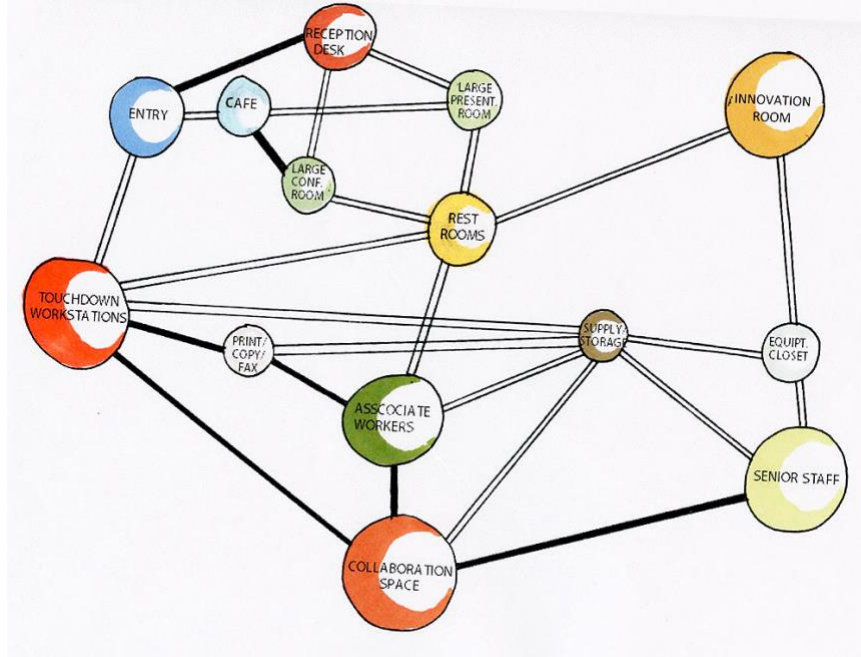 RECEPTION
DESK
ENTRY
CAFE
LARGE
PRESENT.
ROOM
INNOVATION
ROOM
LARGE
CONF.
ROOM
REST
ROOMS
TOUCHDOWN
WORKSTATIONS
PRINT/
COPY/
FAX
SUPPLY/
STORAGE
EQUIPT.
CLOSET
ASSCOCIATE
WORKERS
SENIOR STAFF
COLLABORATION
SPACE